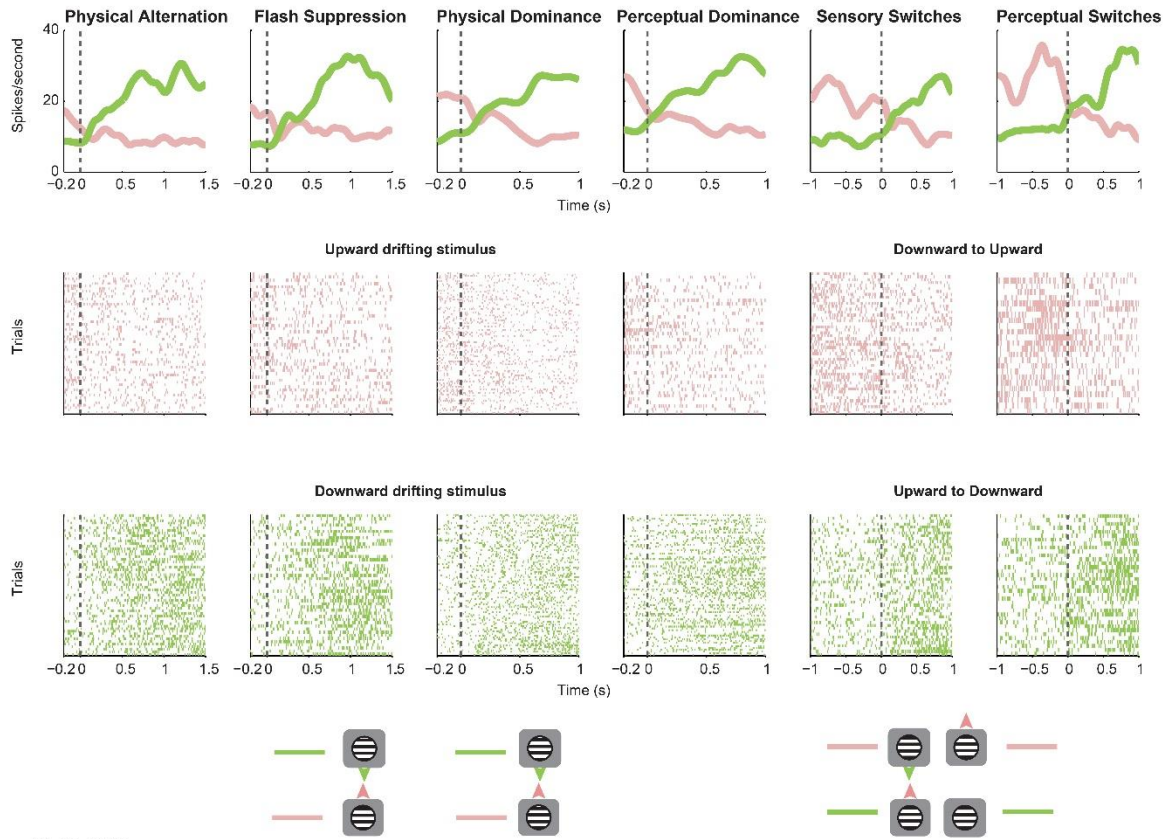 Physical Alternation Flash Suppression Physical Dominance Perceptual Dominance Sensory Switches Perceptual Switches
40
20
0
Spikes/second
−0.2 0 0.5 1 1.5 −0.2 0 0.5 1 1.5 −0.2 0 0.5 1 −0.2 0 0.5 1 −1 −0.5 0 0.5 1 −1 −0.5 0 0.5 1
Time (s)
Upward drifting stimulus Downward to Upward
Trials
Downward drifting stimulus Upward to Downward
Trials
−0.2 0 0.5 1 1.5 −0.2 0 0.5 1 1.5 −0.2 0 0.5 1 −0.2 0 0.5 1 −1 −0.5 0 0.5 1 −1 −0.5 0 0.5 1
Time (s)